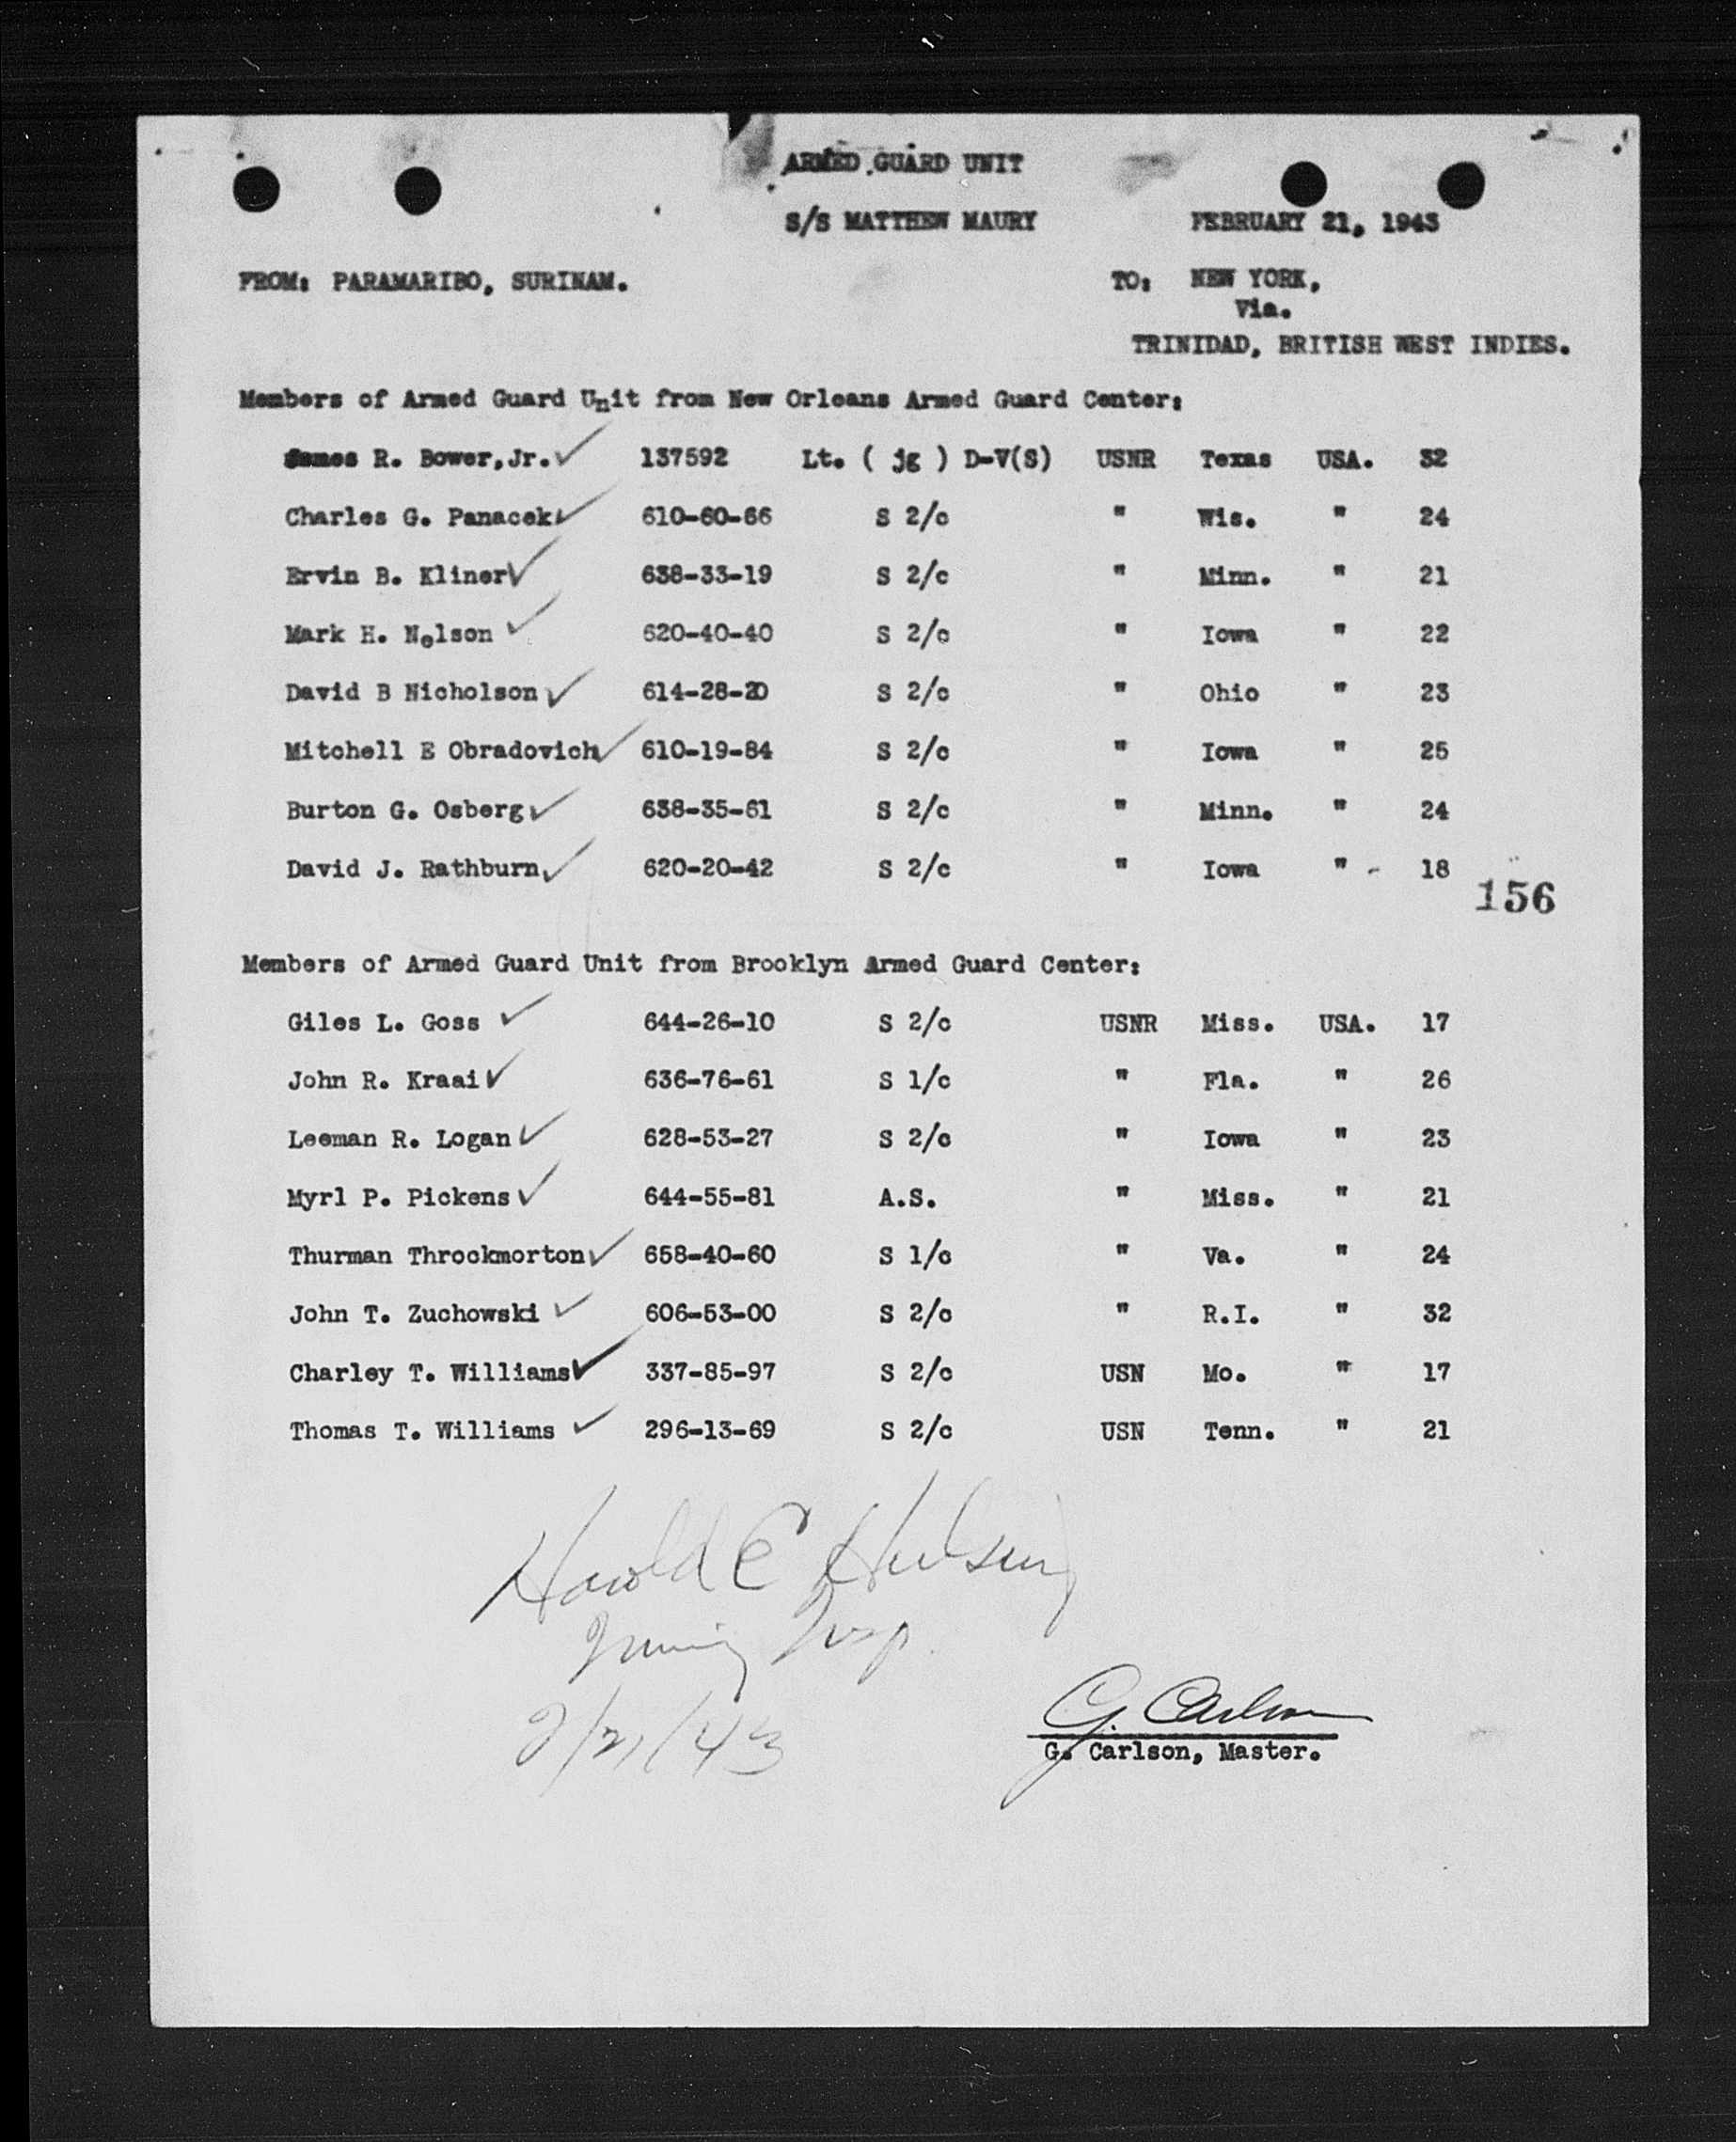 ARMED GUARD UNIT
S/S MATTHEW MAURY FEBRUARY 21, 1943
FROM: PARAMARIBO, SURINAM. TO: NEW YORK,
Via.
TRINIDAD, BRITISH WEST INDIES.
Members of Armed Guard Unit from New Orleans Armed Guard Center:
James R. Bower,Jr.✓ 137592 Lt. ( jg ) D-V(S) USNR Texas USA. 32
Charles G. Panacek✓ 610-60-66 S 2/c " Wis. " 24
Ervin B. Kliner✓ 638-33-19 S 2/c " Minn. " 21
Mark H. Nelson ✓ 620-40-40 S 2/c " Iowa " 22
David B Nicholson✓ 614-28-20 S 2/c " Ohio " 23
Mitchell E Obradovich✓ 610-19-84 S 2/c " Iowa " 25
Burton G. Osberg✓ 638-35-61 S 2/c " Minn. " 24
David J. Rathburn✓ 620-20-42 S 2/c " Iowa " - 18
156
Members of Armed Guard Unit from Brooklyn Armed Guard Center:
Giles L. Goss ✓ 644-26-10 S 2/c USNR Miss. USA. 17
John R. Kraai✓ 636-76-61 S 1/c " Fla. " 26
Leeman R. Logan✓ 628-53-27 S 2/c " Iowa " 23
Myrl P. Pickens✓ 644-55-81 A.S. " Miss. " 21
Thurman Throckmorton✓ 658-40-60 S 1/c " Va. " 24
John T. Zuchowski ✓ 606-53-00 S 2/c " R.I. " 32
Charley T. Williams✓ 337-85-97 S 2/c USN Mo. " 17
Thomas T. Williams ✓ 296-13-69 S 2/c USN Tenn. " 21
Harold E
Insp.
2/21/43
G. Carlson
G. Carlson, Master.